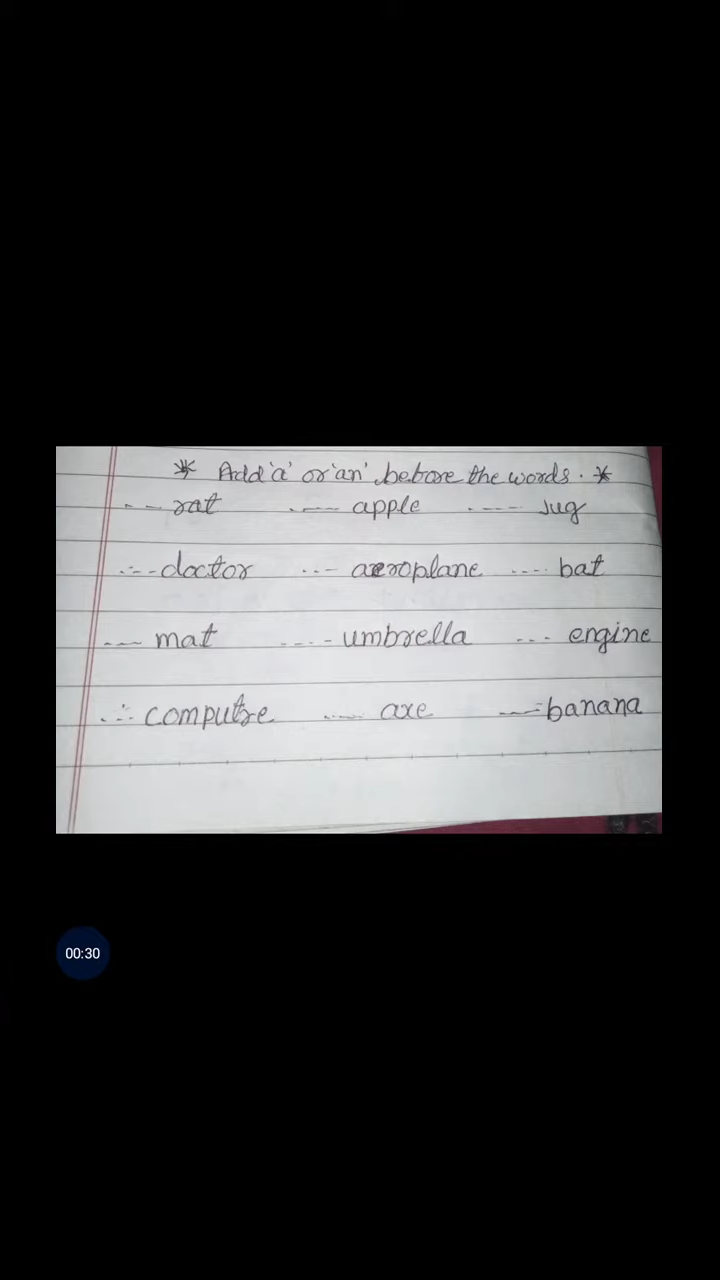 * Add 'a' or 'an' before the words. *
--- rat ---- apple ---- Jug
--- doctor --- aeroplane ---- bat
--- mat ---- umbrella --- engine
--- computre ---- axe ---- banana
00:30